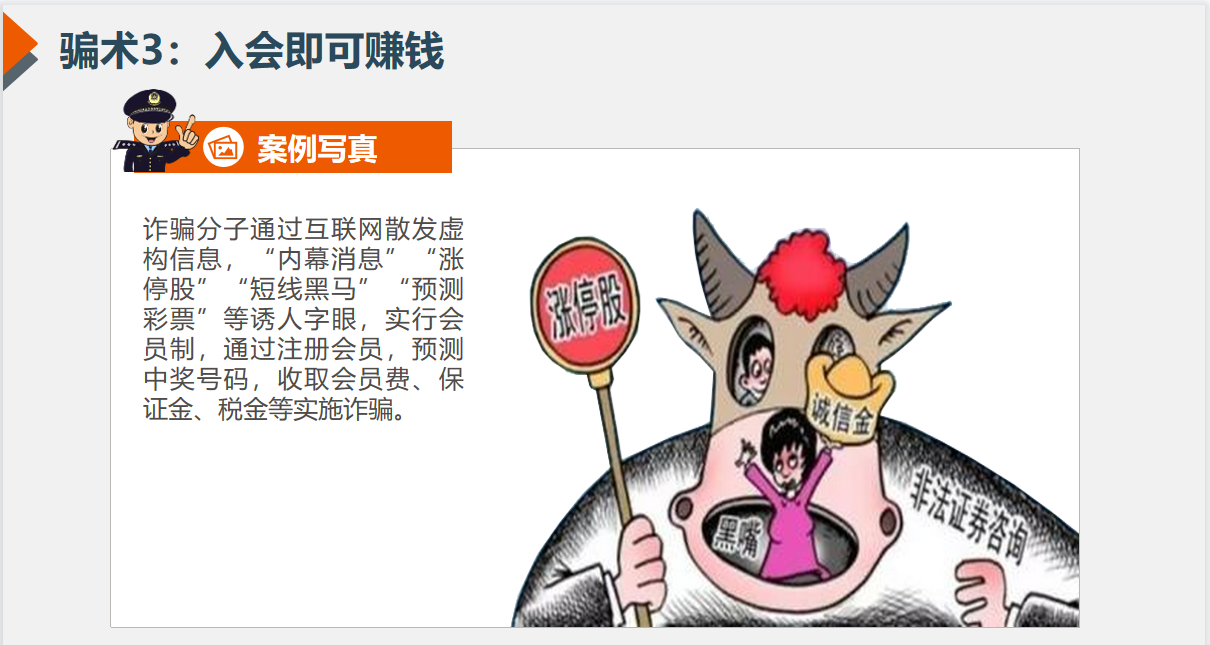 骗术3：入会即可赚钱
案例写真
诈骗分子通过互联网散发虚
构信息，“内幕消息”“涨
停股”“短线黑马”“预测
彩票”等诱人字眼，实行会
员制，通过注册会员，预测
中奖号码，收取会员费、保
证金、税金等实施诈骗。
涨停股
诚信金
黑嘴
非法证券咨询